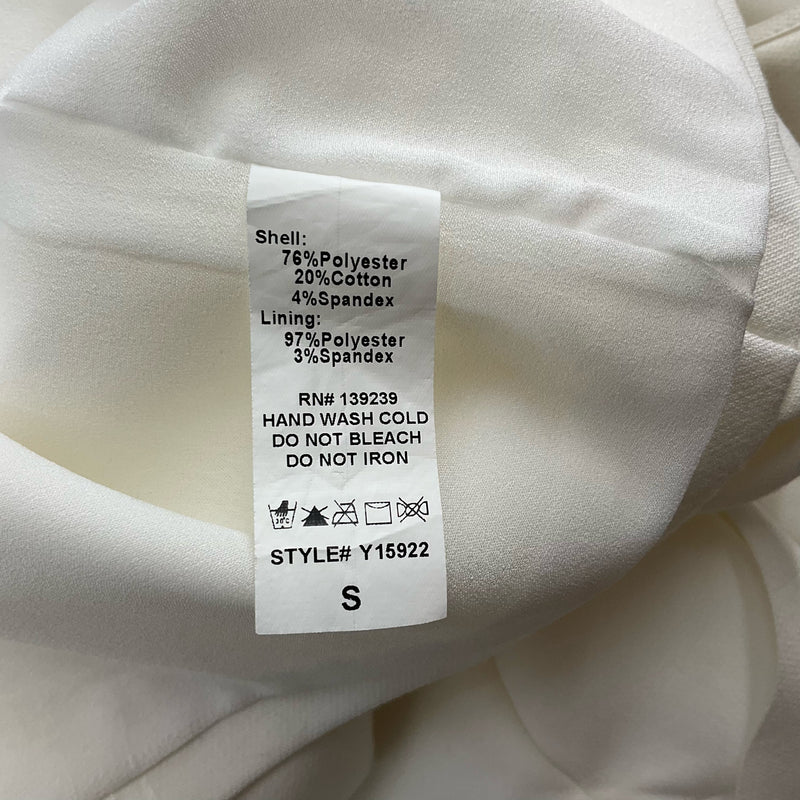 Shell:
76%Polyester
20%Cotton
4%Spandex
Lining:
97%Polyester
3%Spandex
RN# 139239
HAND WASH COLD
DO NOT BLEACH
DO NOT IRON
30°C
STYLE# Y15922
S